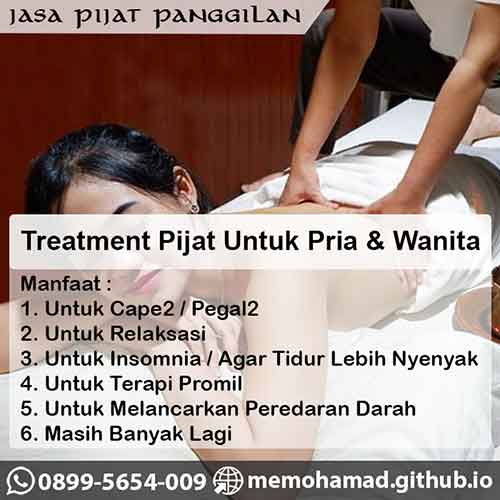 JASA PIJAT PANGGILAN
Treatment Pijat Untuk Pria & Wanita
Manfaat :
1. Untuk Cape2 / Pegal2
2. Untuk Relaksasi
3. Untuk Insomnia / Agar Tidur Lebih Nyenyak
4. Untuk Terapi Promil
5. Untuk Melancarkan Peredaran Darah
6. Masih Banyak Lagi
0899-5654-009 memohamad.github.io